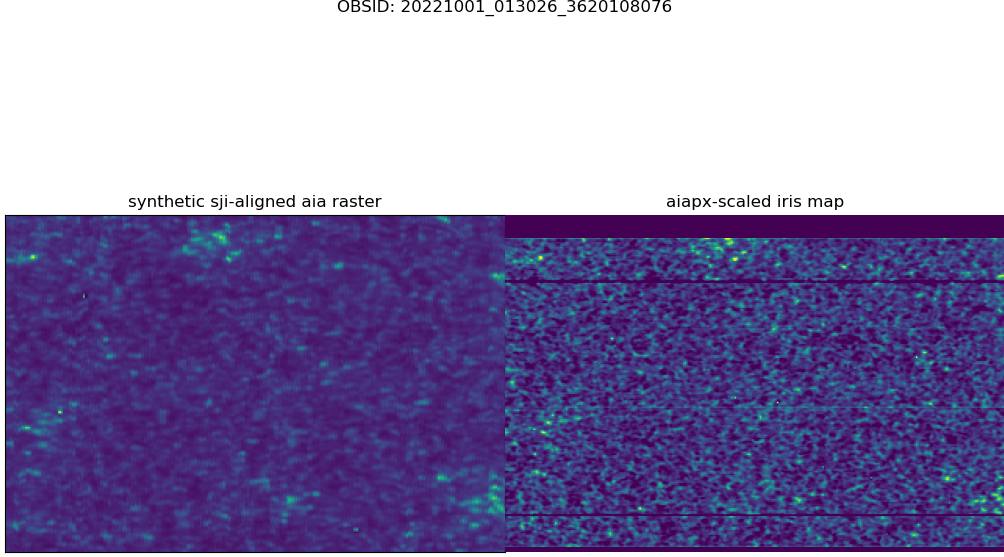 OBSID: 20221001_013026_3620108076
synthetic sji-aligned aia raster
aiapx-scaled iris map